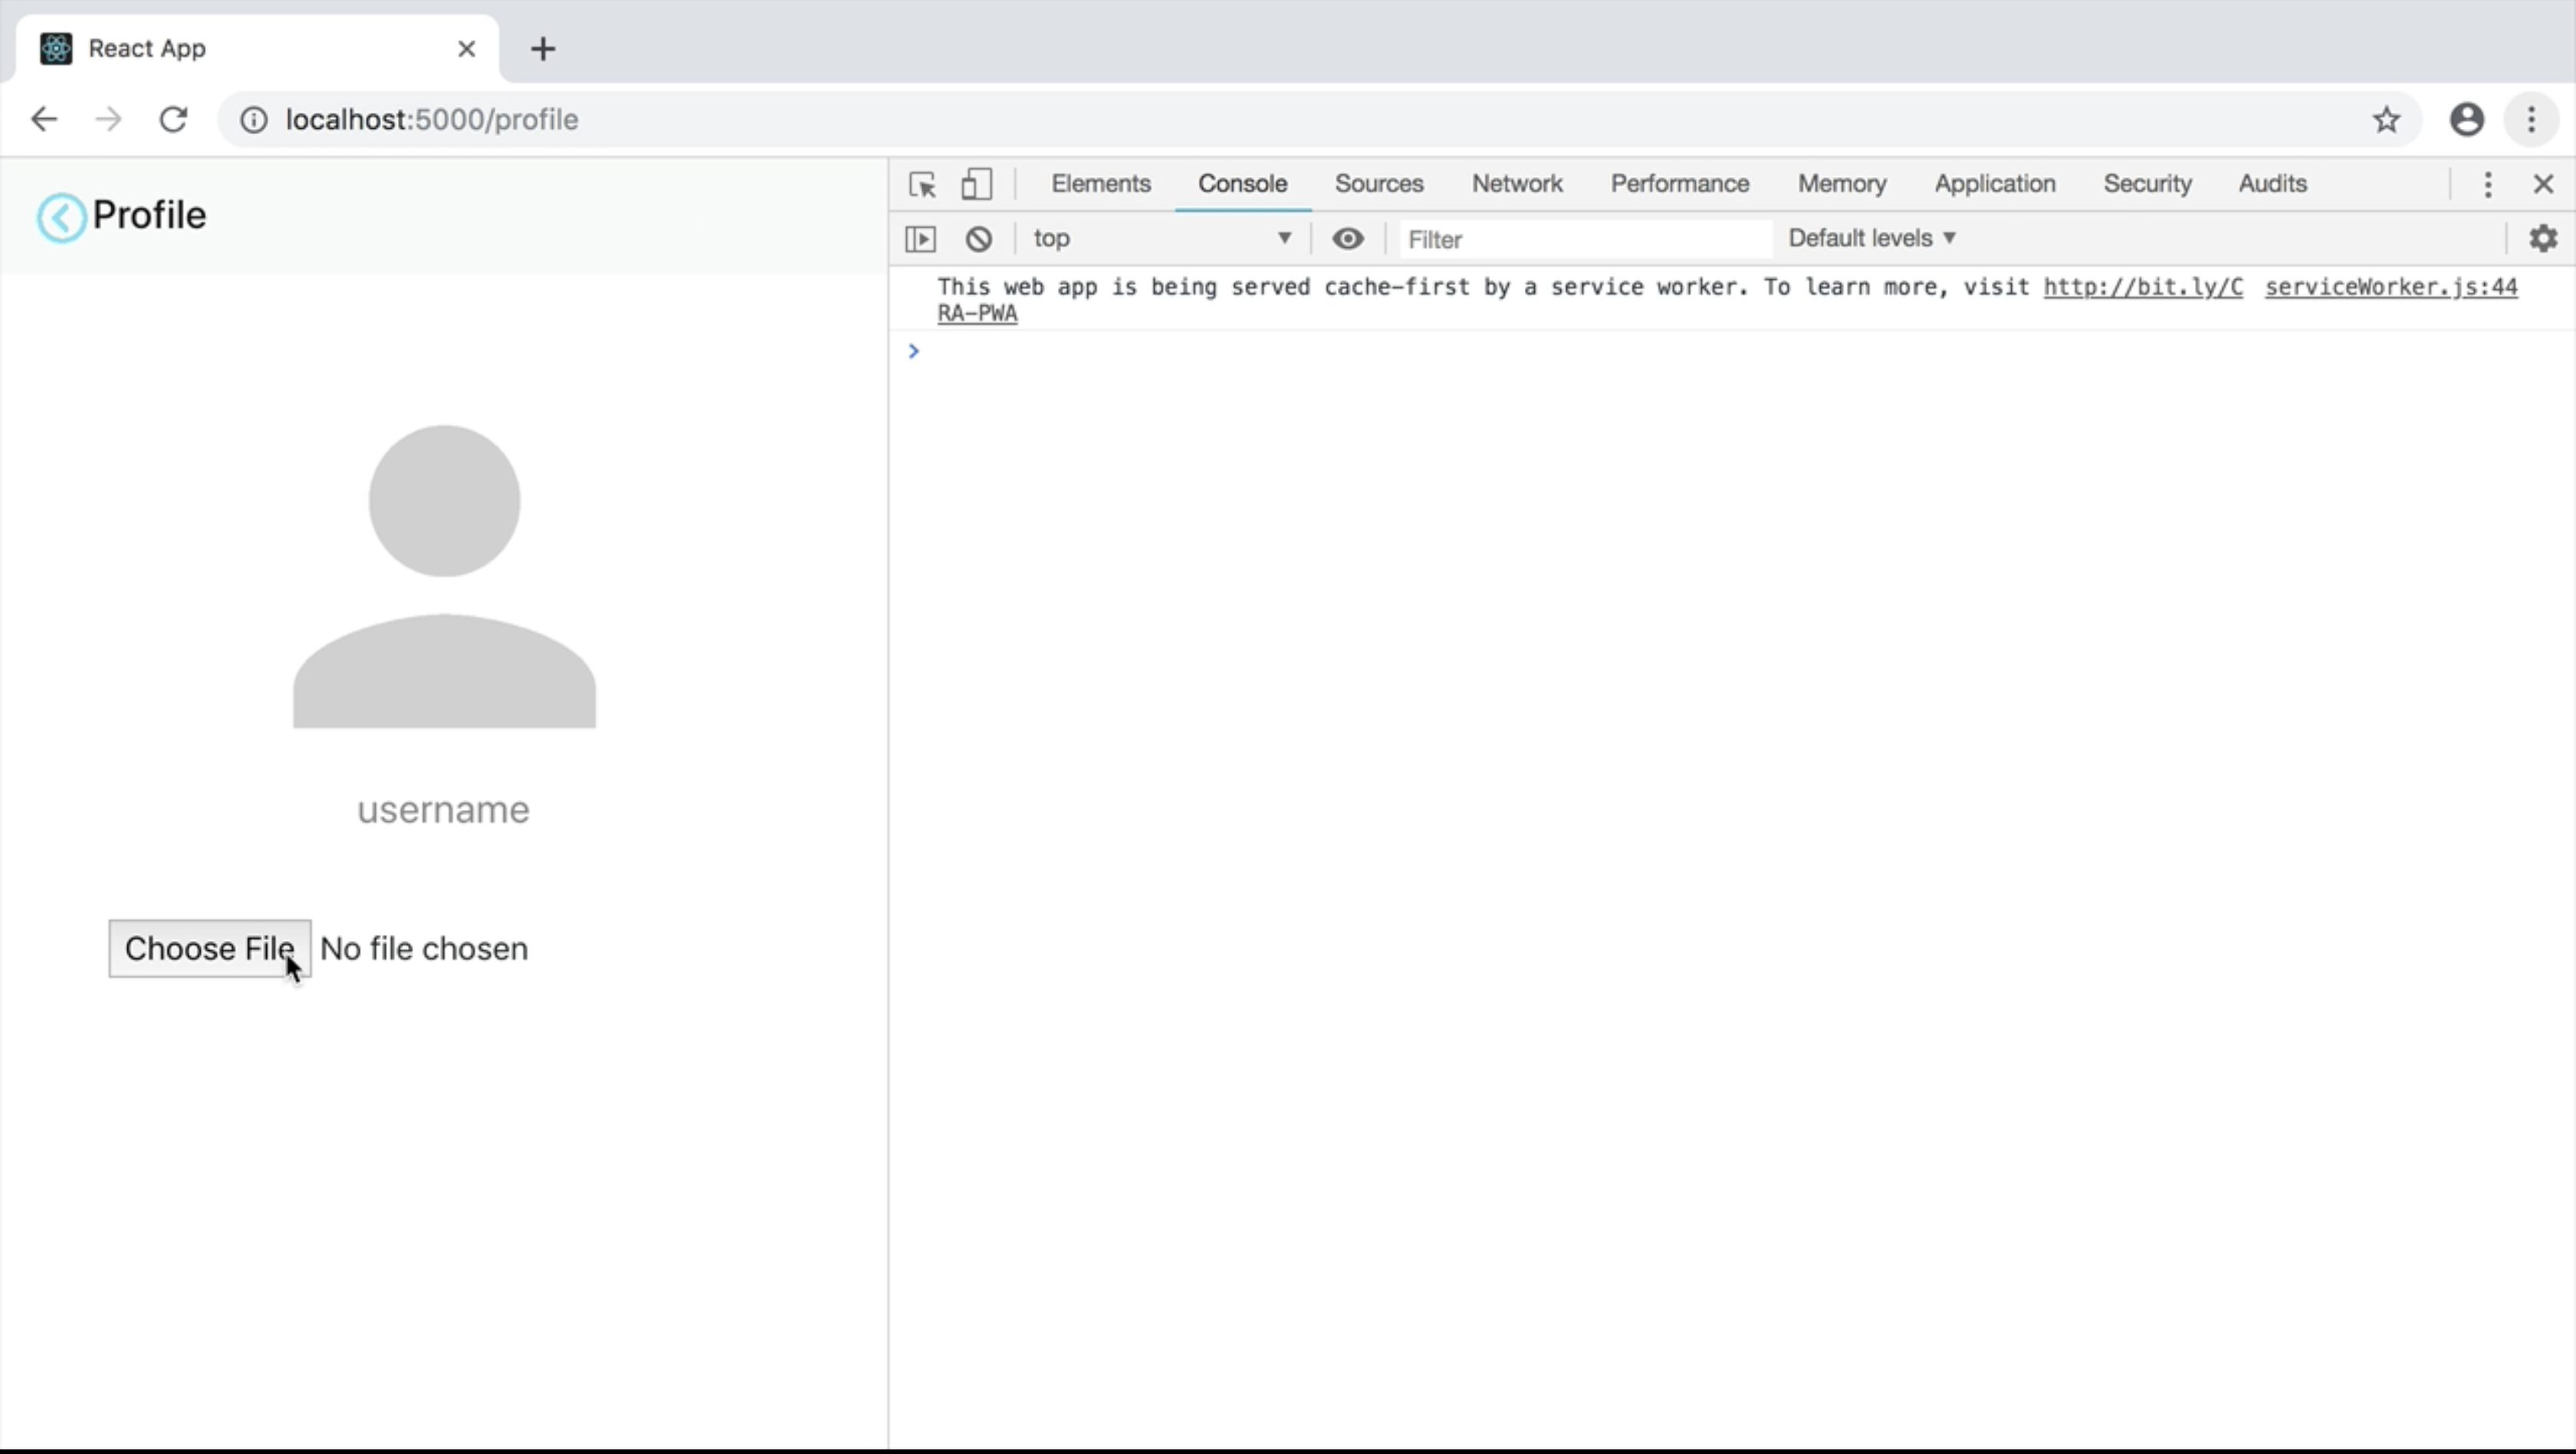 React App
localhost:5000/profile
Profile
Elements Console Sources Network Performance Memory Application Security Audits
top Filter Default levels
This web app is being served cache-first by a service worker. To learn more, visit http://bit.ly/C serviceWorker.js:44
RA-PWA
username
Choose File No file chosen